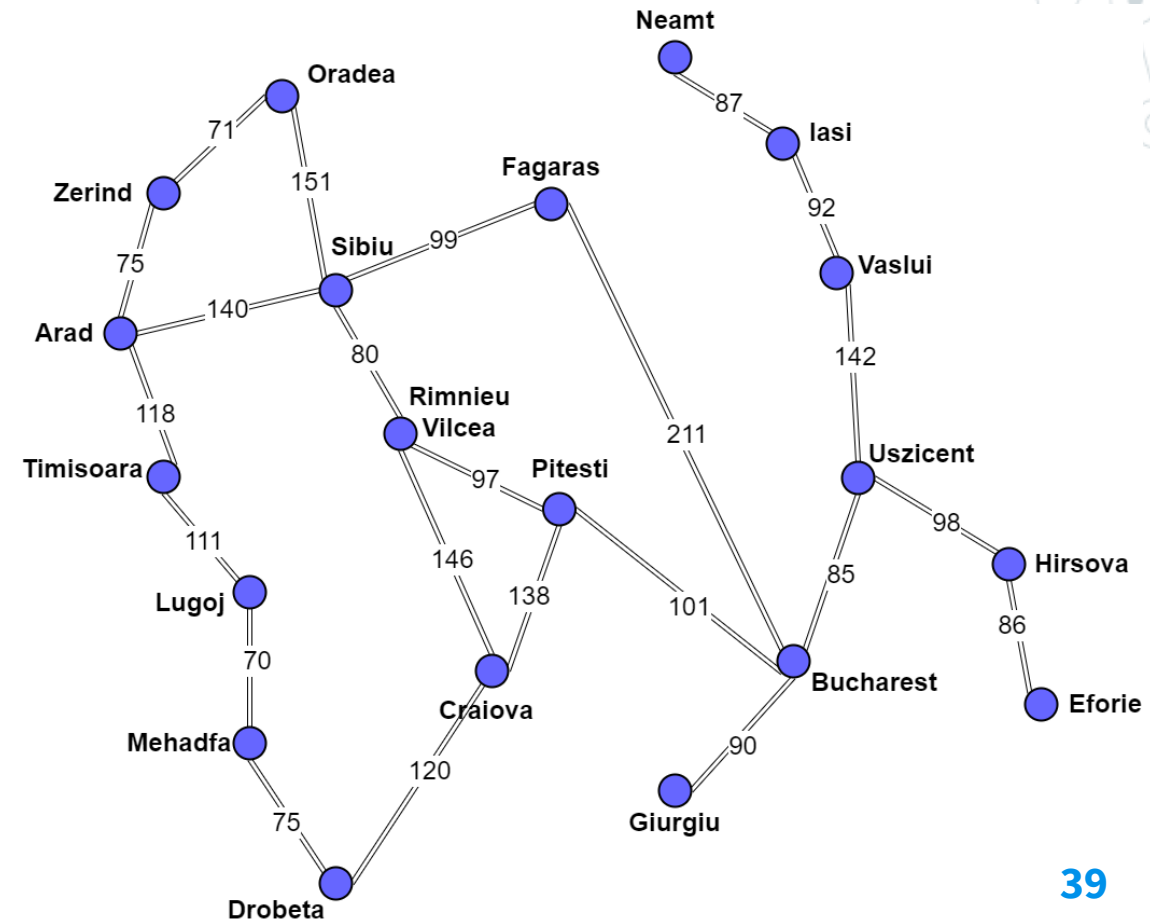 Neamt
Oradea
87
Iasi
71
Fagaras
151
Zerind
92
Sibiu
99
Vaslui
75
140
Arad
80
142
Rimnieu
Vilcea
118
211
Uszicent
Timisoara
Pitesti
97
98
111
146
Hirsova
85
138
Lugoj
101
86
70
Bucharest
Craiova
Eforie
Mehadfa
90
120
75
Giurgiu
39
Drobeta